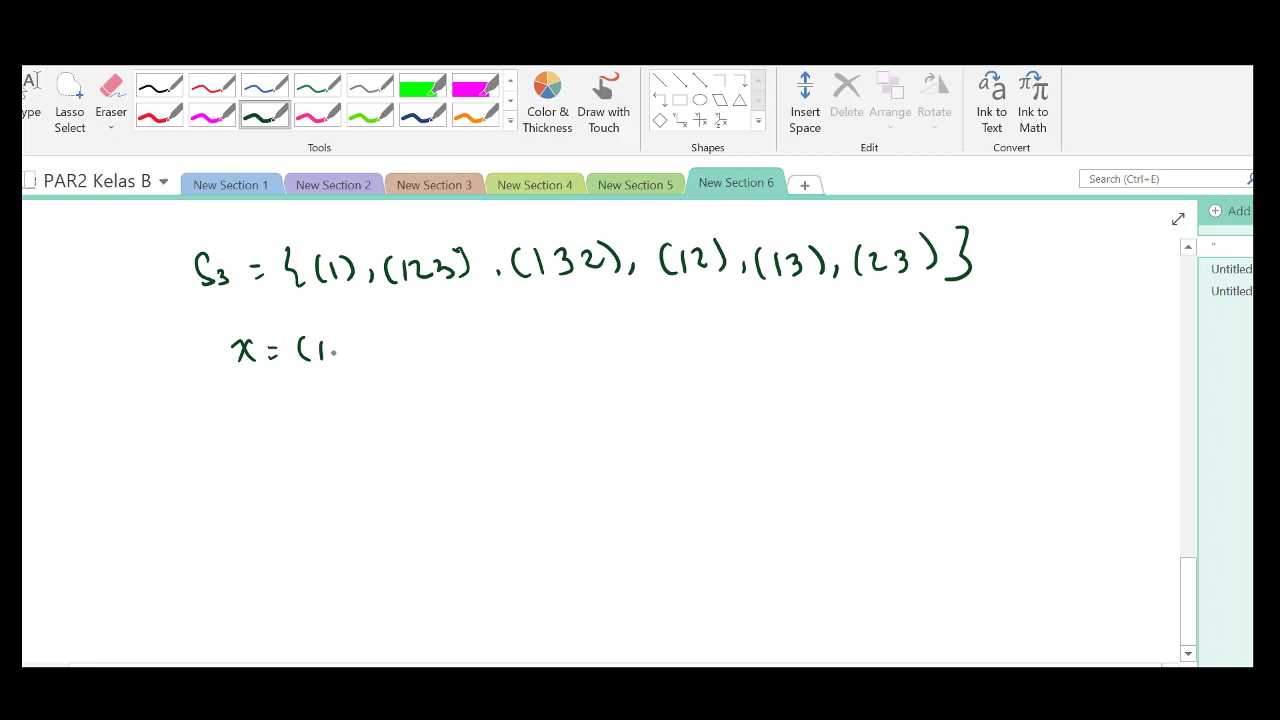 Type
Lasso Select
Eraser
Color & Thickness
Draw with Touch
Insert Space
Delete
Arrange
Rotate
Ink to Text
Ink to Math
Tools
Shapes
Edit
Convert
PAR2 Kelas B
New Section 1
New Section 2
New Section 3
New Section 4
New Section 5
New Section 6
Search (Ctrl+E)
Add
Untitled
Untitled
S₃ = {(1), (123), (132), (12), (13), (23)}
x = (1